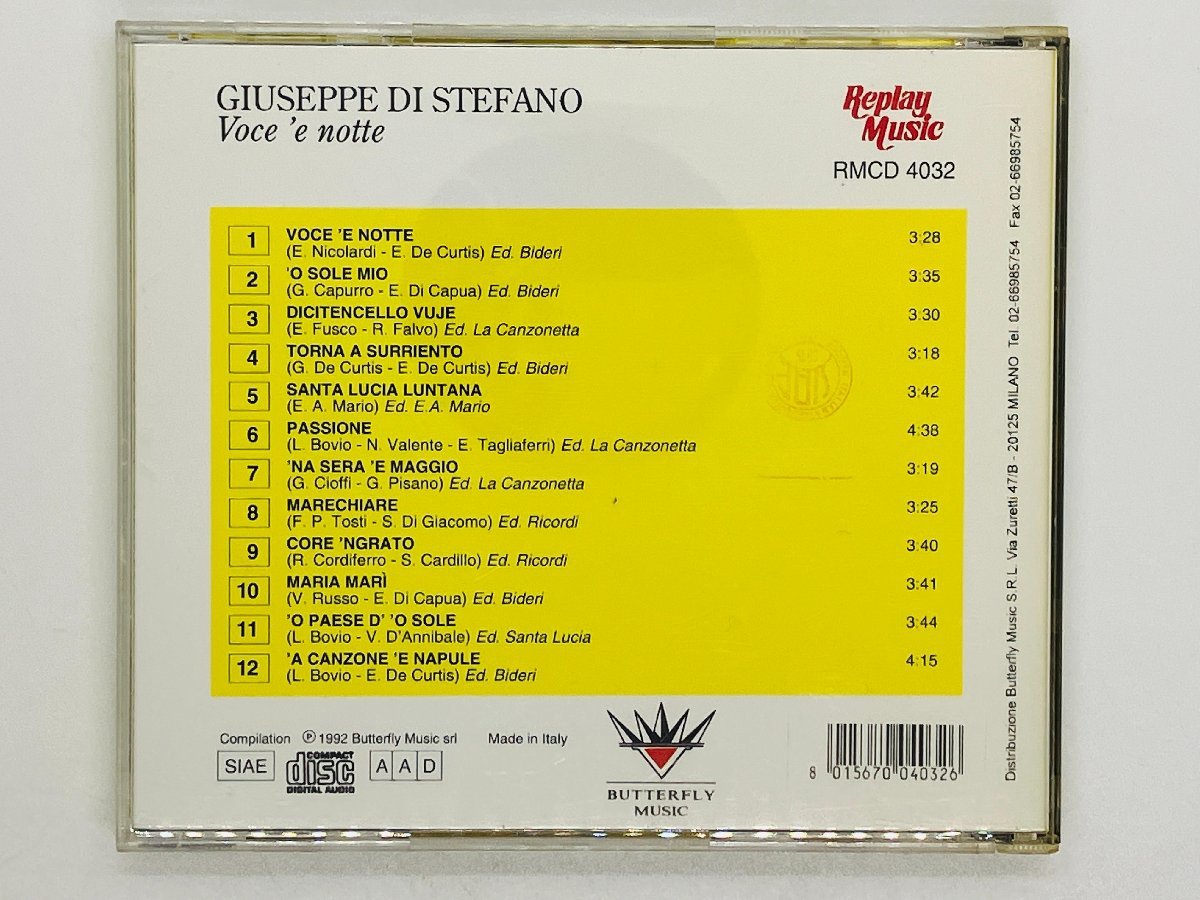 GIUSEPPE DI STEFANO
Voce 'e notte
Replay
Music
RMCD 4032
1 VOCE 'E NOTTE 3:28
(E. Nicolardi - E. De Curtis) Ed. Bideri
2 'O SOLE MIO 3:35
(G. Capurro - E. Di Capua) Ed. Bideri
3 DICITENCELLO VUJE 3:30
(E. Fusco - R. Falvo) Ed. La Canzonetta
4 TORNA A SURRIENTO 3:18
(G. De Curtis - E. De Curtis) Ed. Bideri
5 SANTA LUCIA LUNTANA 3:42
(E. A. Mario) Ed. E.A. Mario
6 PASSIONE 4:38
(L. Bovio - N. Valente - E. Tagliaferri) Ed. La Canzonetta
7 'NA SERA 'E MAGGIO 3:19
(G. Cioffi - G. Pisano) Ed. La Canzonetta
8 MARECHIARE 3:25
(F. P. Tosti - S. Di Giacomo) Ed. Ricordi
9 CORE 'NGRATO 3:40
(R. Cordiferro - S. Cardillo) Ed. Ricordi
10 MARIA MARÌ 3:41
(V. Russo - E. Di Capua) Ed. Bideri
11 'O PAESE D' 'O SOLE 3:44
(L. Bovio - V. D'Annibale) Ed. Santa Lucia
12 'A CANZONE 'E NAPULE 4:15
(L. Bovio - E. De Curtis) Ed. Bideri
Compilation ℗ 1992 Butterfly Music srl Made in Italy
SIAE COMPACT disc DIGITAL AUDIO A A D
BUTTERFLY
MUSIC
8 015670 040326
Distribuzione Butterfly Music S.R.L. Via Zuretti 47/B - 20125 MILANO Tel. 02-66985754 Fax 02-66985754